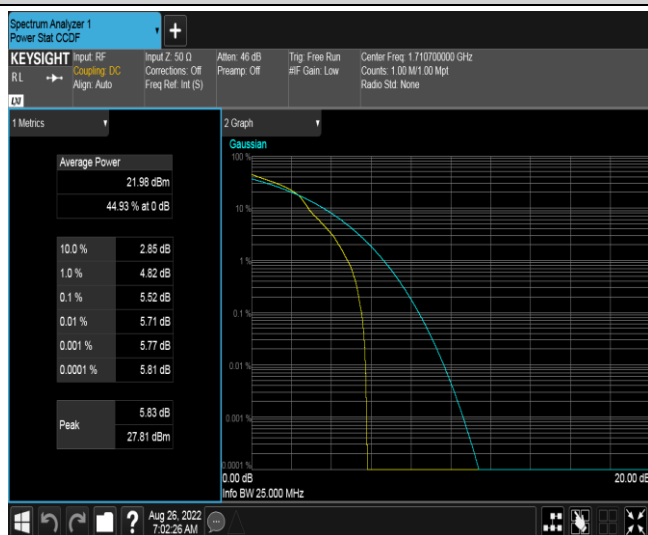 Spectrum Analyzer 1
Power Stat CCDF
+
KEYSIGHT
RL
LXI
Input: RF
Coupling: DC
Align: Auto
Input Z: 50 Ω
Corrections: Off
Freq Ref: Int (S)
Atten: 46 dB
Preamp: Off
Trig: Free Run
#IF Gain: Low
Center Freq: 1.710700000 GHz
Counts: 1.00 M/1.00 Mpt
Radio Std: None
1 Metrics
Average Power
21.98 dBm
44.93 % at 0 dB
10.0 % 2.85 dB
1.0 % 4.82 dB
0.1 % 5.52 dB
0.01 % 5.71 dB
0.001 % 5.77 dB
0.0001 % 5.81 dB
Peak
5.83 dB
27.81 dBm
2 Graph
Gaussian
100 %
10 %
1 %
0.1 %
0.01 %
0.001 %
0.0001 %
0.00 dB 20.00 dB
Info BW 25.000 MHz
?
Aug 26, 2022
7:02:26 AM